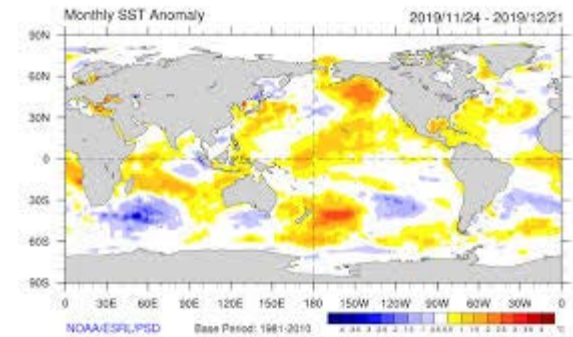 Monthly SST Anomaly 2019/11/24 - 2019/12/21
90N
60N
30N
0
30S
60S
90S
0 30E 60E 90E 120E 150E 180 150W 120W 90W 60W 30W 0
NOAA/ESRL/PSD Base Period: 1981-2010